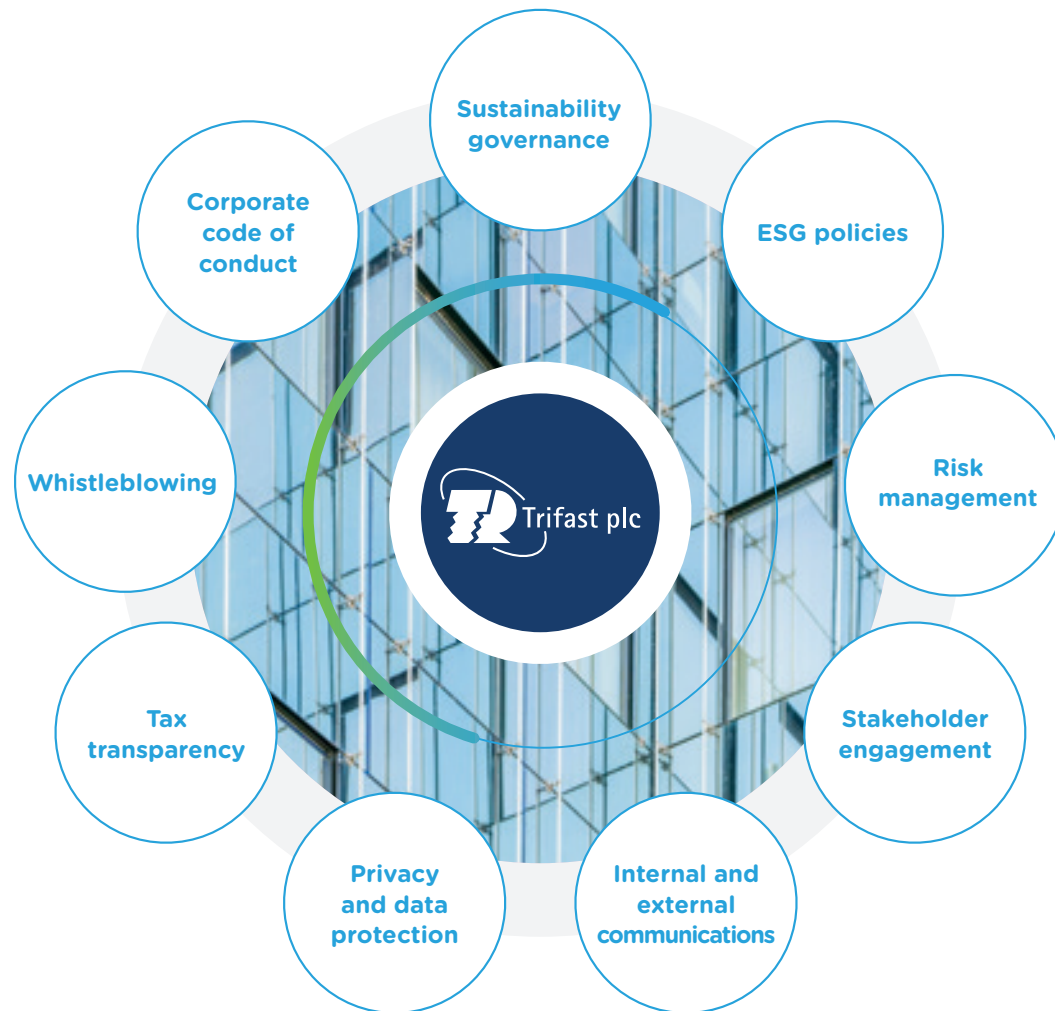 Sustainability
governance
ESG policies
Risk
management
Stakeholder
engagement
Internal and
external
communications
Privacy
and data
protection
Tax
transparency
Whistleblowing
Corporate
code of
conduct
TR Trifast plc